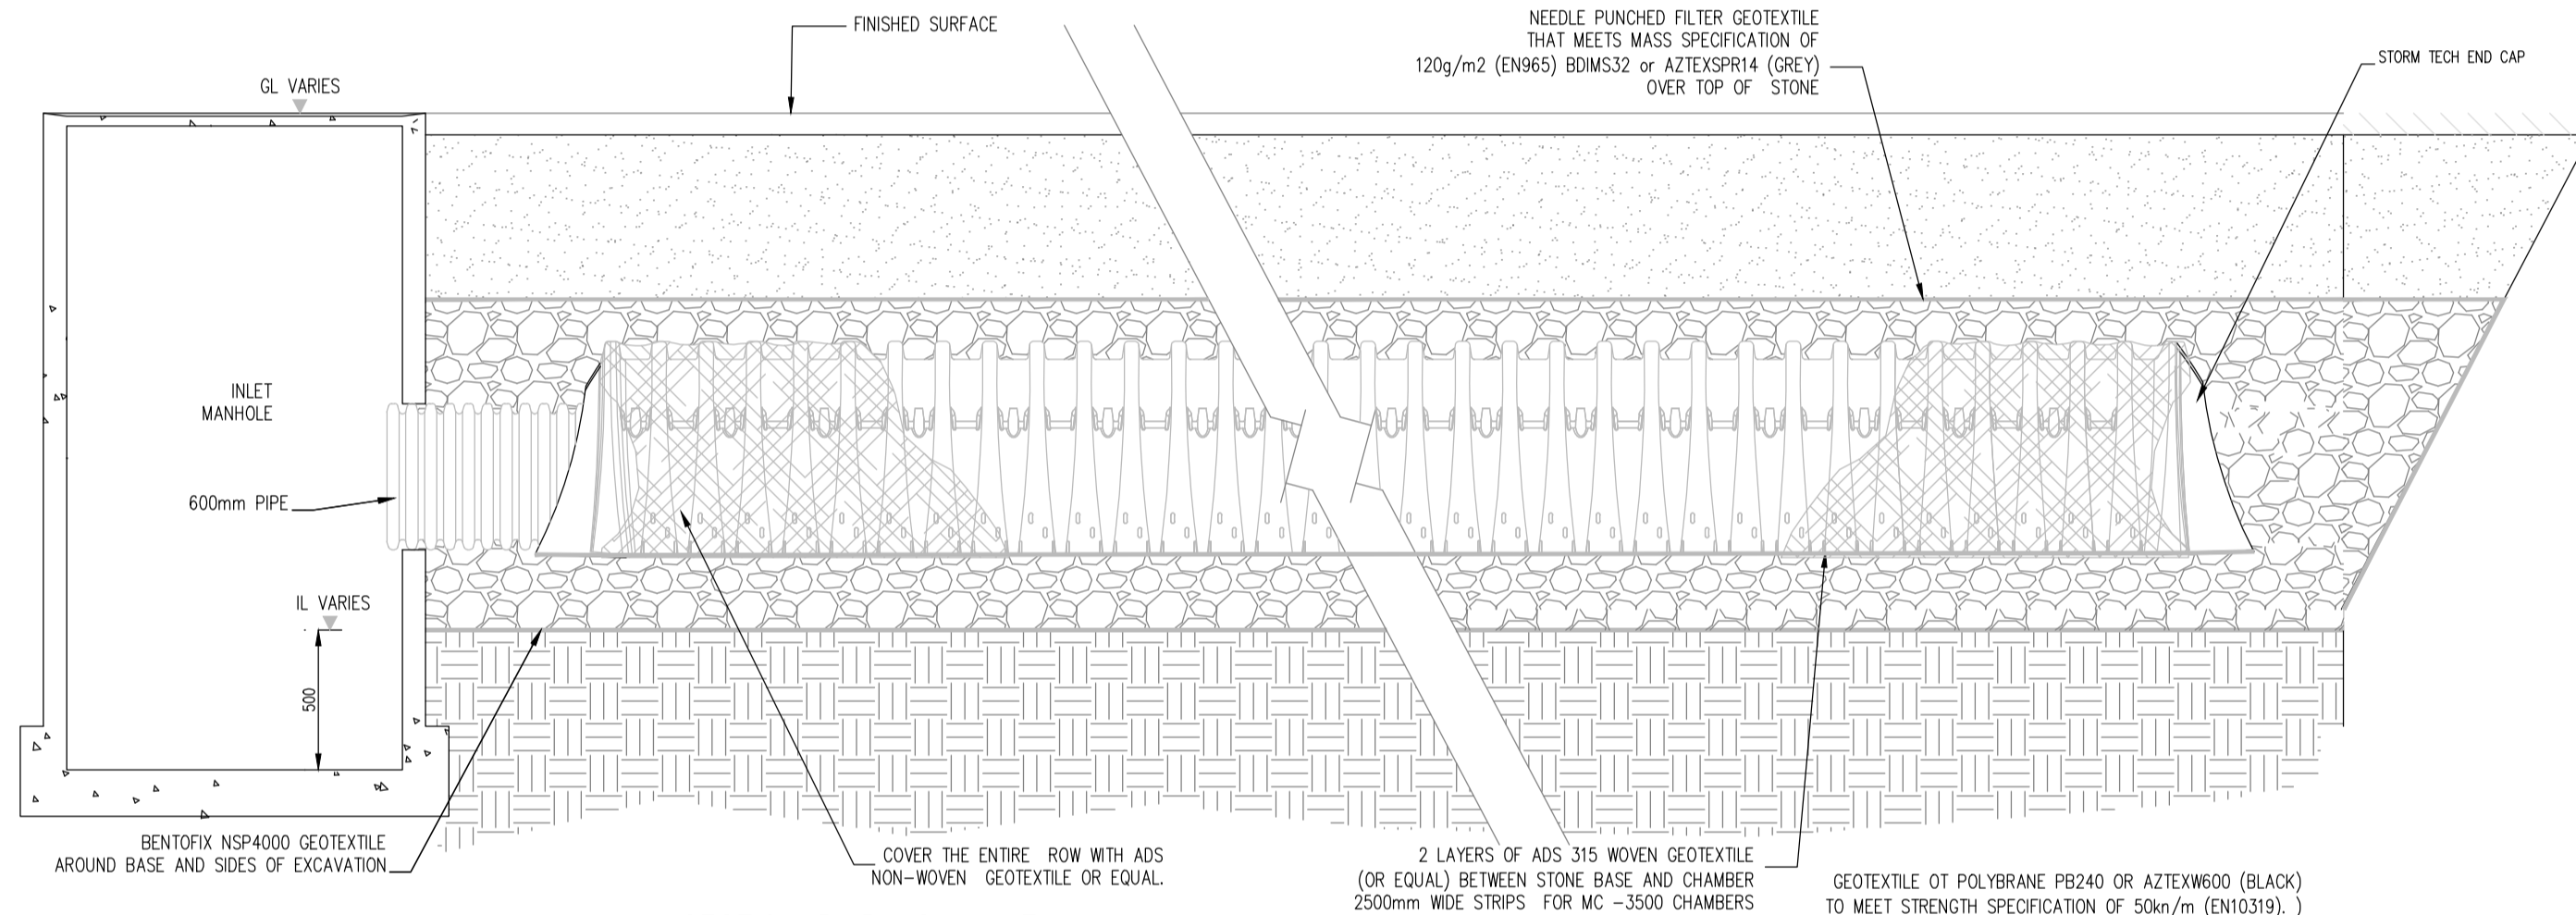 FINISHED SURFACE
NEEDLE PUNCHED FILTER GEOTEXTILE
THAT MEETS MASS SPECIFICATION OF
120g/m2 (EN965) BDIMS32 or AZTEXSPR14 (GREY)
OVER TOP OF STONE
STORM TECH END CAP
GL VARIES
INLET
MANHOLE
600mm PIPE
IL VARIES
500
BENTOFIX NSP4000 GEOTEXTILE
AROUND BASE AND SIDES OF EXCAVATION
COVER THE ENTIRE ROW WITH ADS
NON-WOVEN GEOTEXTILE OR EQUAL.
2 LAYERS OF ADS 315 WOVEN GEOTEXTILE
(OR EQUAL) BETWEEN STONE BASE AND CHAMBER
2500mm WIDE STRIPS FOR MC -3500 CHAMBERS
GEOTEXTILE OT POLYBRANE PB240 OR AZTEXW600 (BLACK)
TO MEET STRENGTH SPECIFICATION OF 50kn/m (EN10319). )